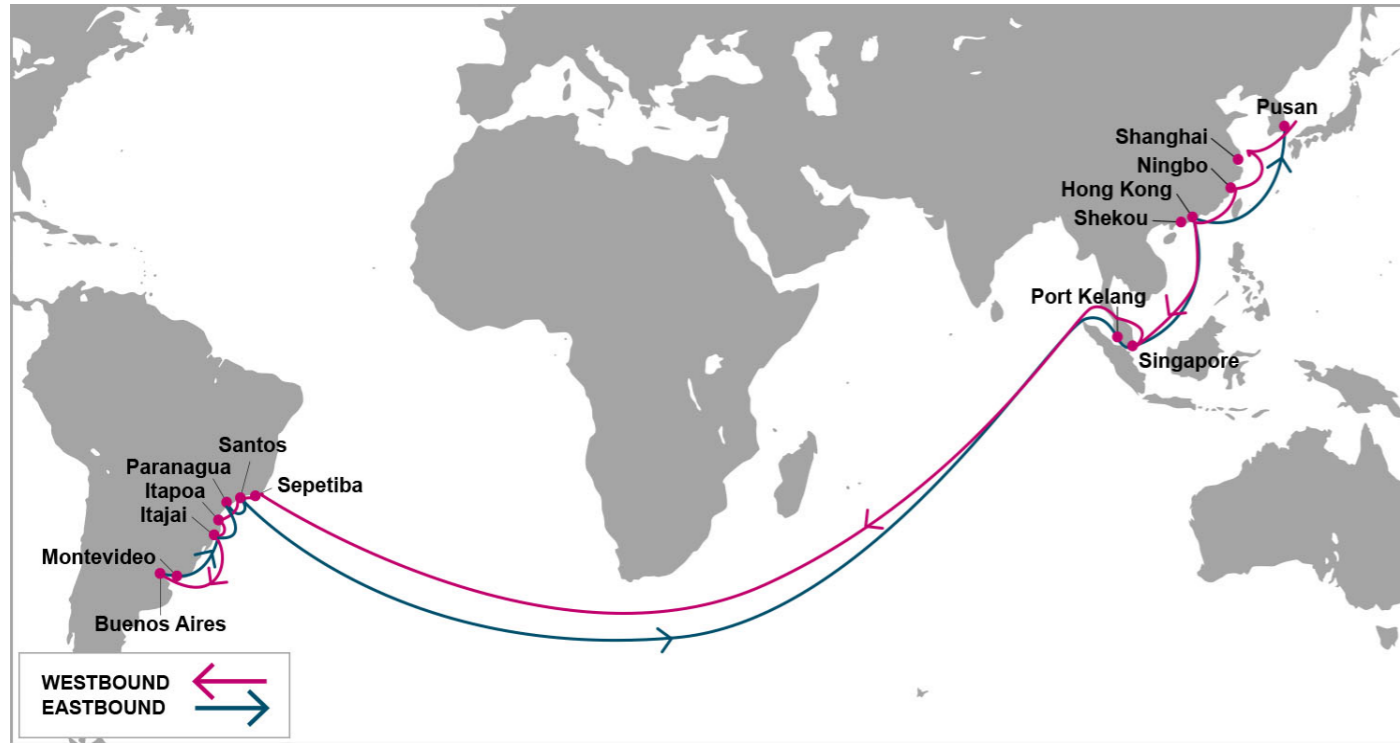 Pusan
Shanghai
Ningbo
Hong Kong
Shekou
Port Kelang
Singapore
Santos
Paranagua
Itapoa
Sepetiba
Itajai
Montevideo
Buenos Aires
WESTBOUND
EASTBOUND